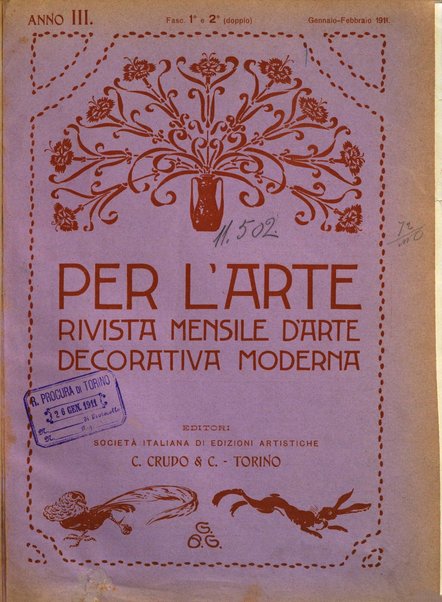 ANNO III.
Fasc. 1° e 2° (doppio)
Gennaio-Febbraio 1911.
11.502
PER L'ARTE
RIVISTA MENSILE D'ARTE
DECORATIVA MODERNA
R. PROCURA DI TORINO
26 GEN. 1911
EDITORI
SOCIETÀ ITALIANA DI EDIZIONI ARTISTICHE
C. CRUDO & C. - TORINO
G.
D.G.